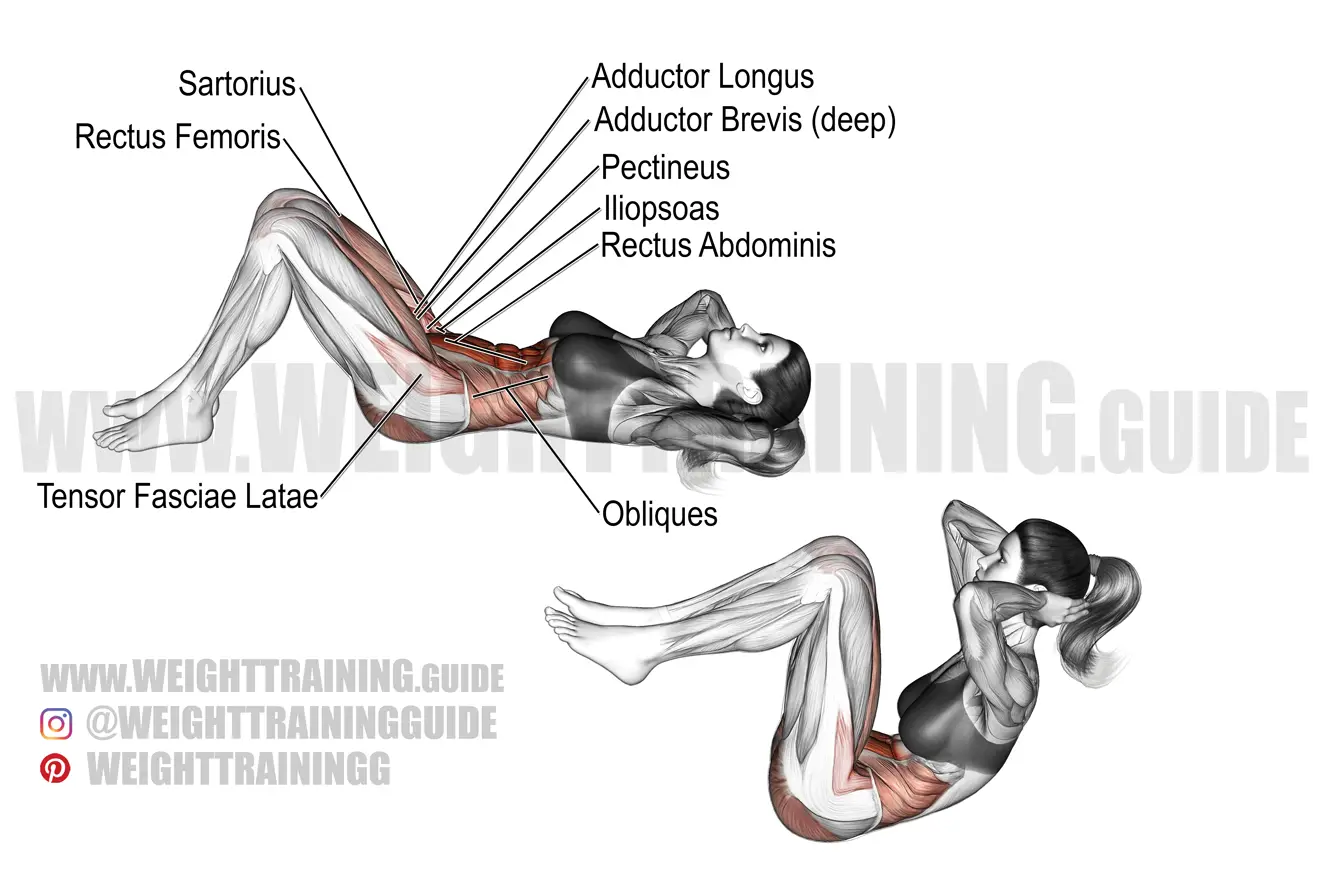 Sartorius
Rectus Femoris
Adductor Longus
Adductor Brevis (deep)
Pectineus
Iliopsoas
Rectus Abdominis
www.WEIGHTTRAINING.GUIDE
Tensor Fasciae Latae
Obliques
www.WEIGHTTRAINING.GUIDE
@WEIGHTTRAININGGUIDE
WEIGHTTRAININGG